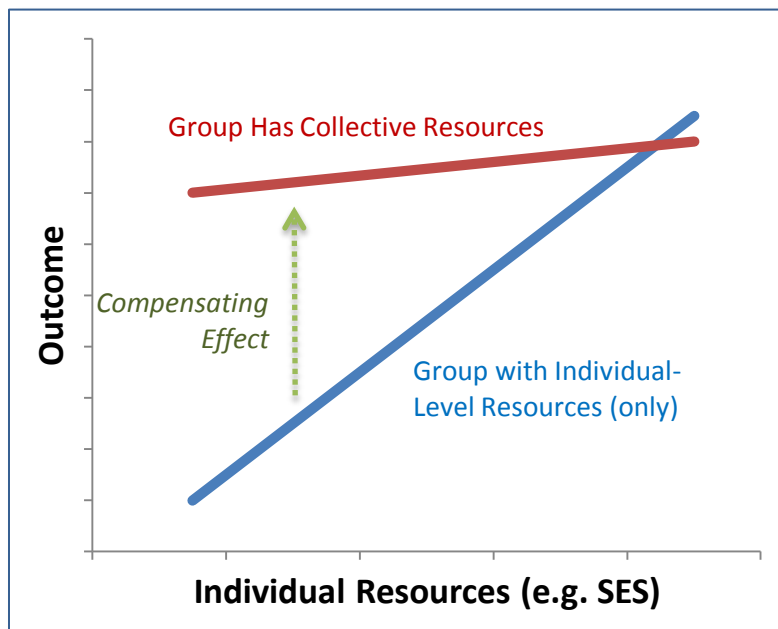 Group Has Collective Resources
Outcome
Compensating
Effect
Group with Individual-
Level Resources (only)
Individual Resources (e.g. SES)